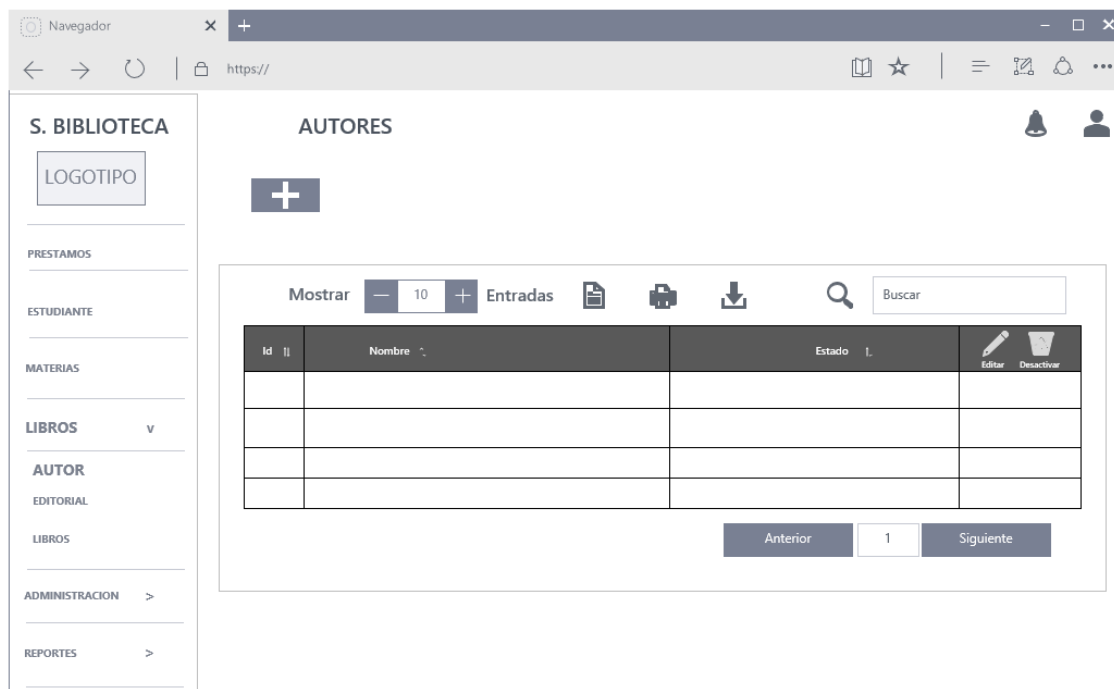 Navegador
https://
S. BIBLIOTECA
LOGOTIPO
PRESTAMOS
ESTUDIANTE
MATERIAS
LIBROS v
AUTOR
EDITORIAL
LIBROS
ADMINISTRACION >
REPORTES >
AUTORES
Mostrar 10 Entradas Buscar
Id Nombre Estado Editar Desactivar
Anterior 1 Siguiente